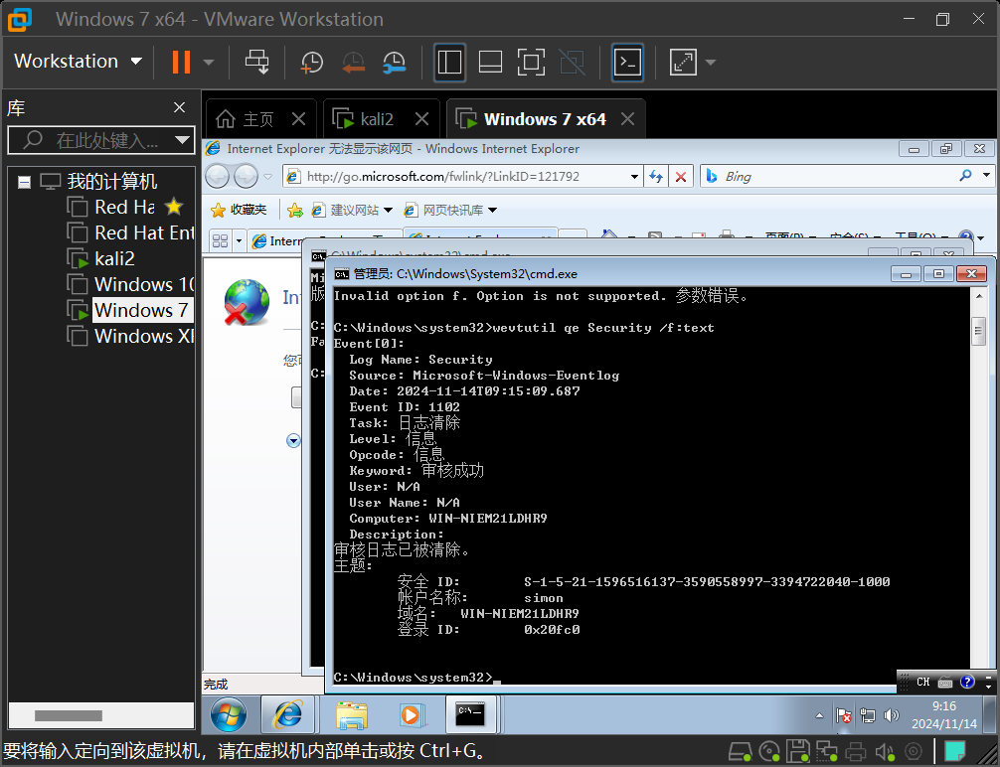 Windows 7 x64 - VMware Workstation
Workstation
库
在此处键入...
我的计算机
Red Ha
Red Hat Ent
kali2
Windows 10
Windows 7
Windows XI
主页
kali2
Windows 7 x64
Internet Explorer 无法显示该网页 - Windows Internet Explorer
http://go.microsoft.com/fwlink/?LinkID=121792
Bing
收藏夹
建议网站
网页快讯库
管理员: C:\Windows\System32\cmd.exe
Invalid option f. Option is not supported. 参数错误。
C:\Windows\system32>wevtutil qe Security /f:text
Event[0]:
Log Name: Security
Source: Microsoft-Windows-Eventlog
Date: 2024-11-14T09:15:09.687
Event ID: 1102
Task: 日志清除
Level: 信息
Opcode: 信息
Keyword: 审核成功
User: N/A
User Name: N/A
Computer: WIN-NIEM21LDHR9
Description:
审核日志已被清除。
主题:
安全 ID: S-1-5-21-1596516137-3590558997-3394722040-1000
帐户名称: simon
域名: WIN-NIEM21LDHR9
登录 ID: 0x20fc0
C:\Windows\system32>
完成
CH
9:16
2024/11/14
要将输入定向到该虚拟机，请在虚拟机内部单击或按 Ctrl+G。